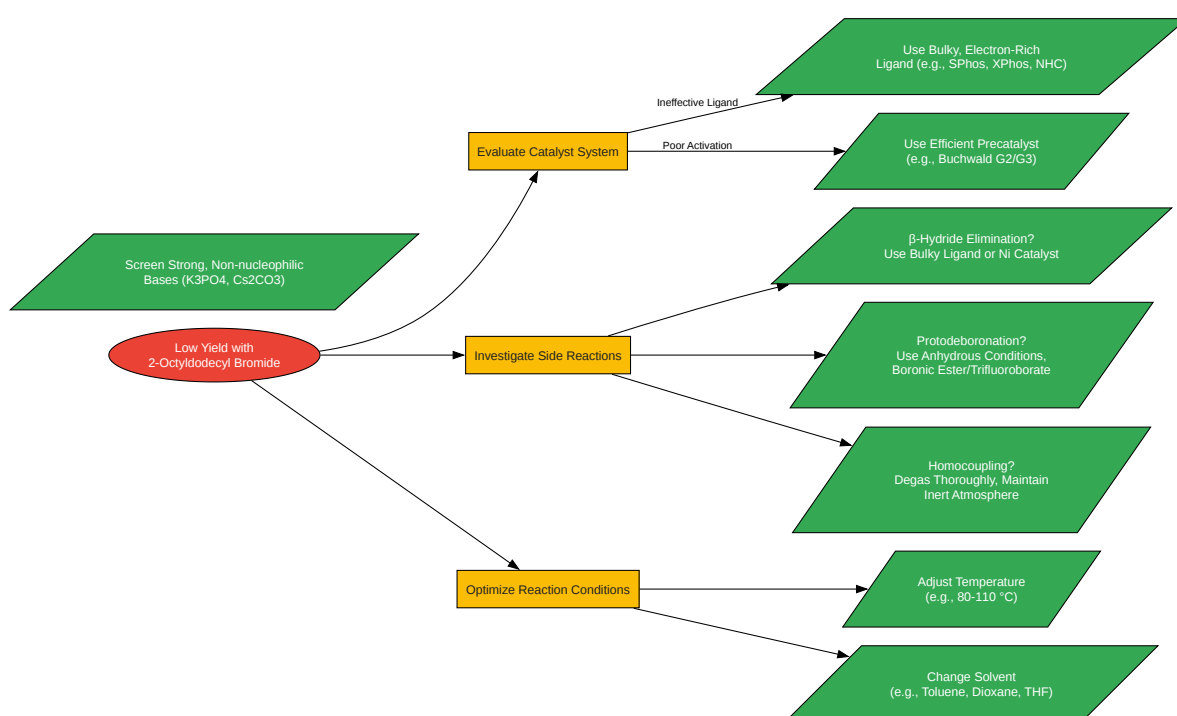 Use Bulky, Electron-Rich
Ligand (e.g., SPhos, XPhos, NHC)
Ineffective Ligand
Evaluate Catalyst System
Poor Activation
Use Efficient Precatalyst
(e.g., Buchwald G2/G3)
Screen Strong, Non-nucleophilic
Bases (K3PO4, Cs2CO3)
β-Hydride Elimination?
Use Bulky Ligand or Ni Catalyst
Low Yield with
2-Octyldodecyl Bromide
Investigate Side Reactions
Protodeboronation?
Use Anhydrous Conditions,
Boronic Ester/Trifluoroborate
Homocoupling?
Degas Thoroughly, Maintain
Inert Atmosphere
Optimize Reaction Conditions
Adjust Temperature
(e.g., 80-110 °C)
Change Solvent
(e.g., Toluene, Dioxane, THF)